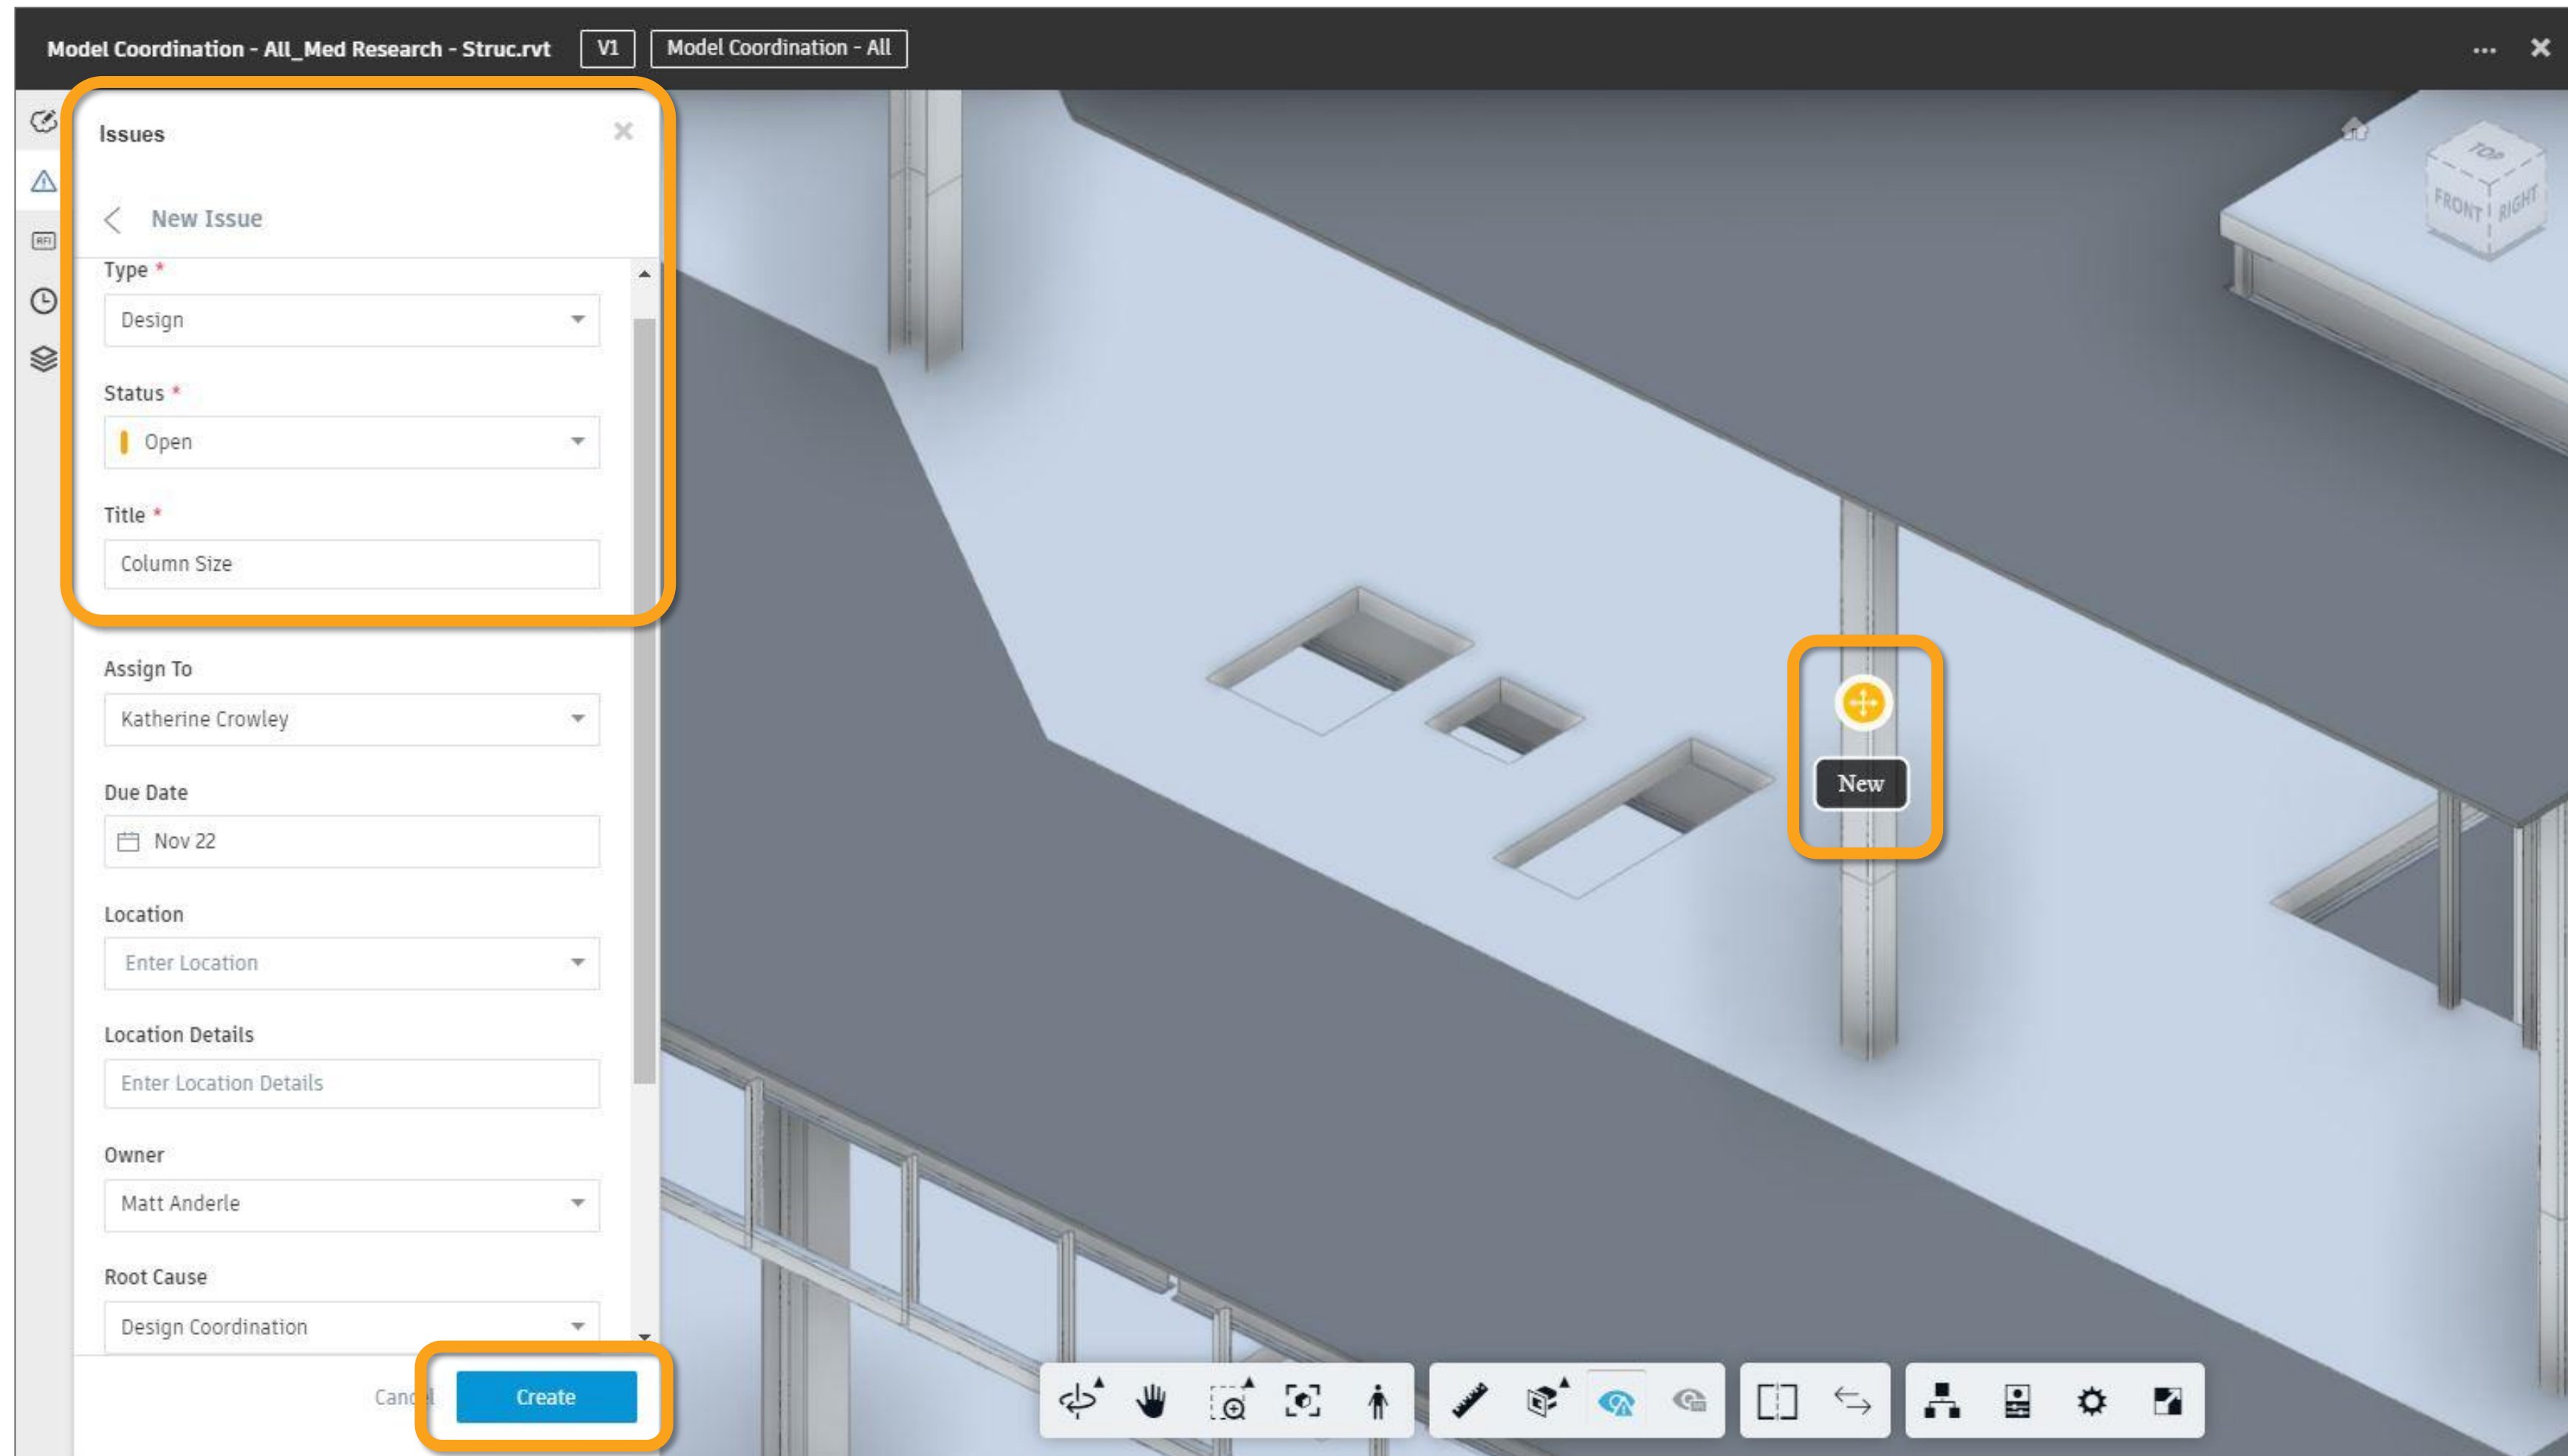 Model Coordination - All_Med Research - Struc.rvt V1 Model Coordination - All
Issues
New Issue
RFI
Type *
Design
Status *
Open
Title *
Column Size
Assign To
Katherine Crowley
Due Date
Nov 22
Location
Enter Location
Location Details
Enter Location Details
Owner
Matt Anderle
Root Cause
Design Coordination
Cancel Create
New
TOP
FRONT RIGHT